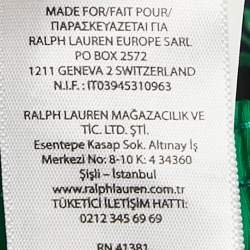 MADE FOR/FAIT POUR/
ΠΑΡΑΣΚΕΥΑΖΕΤΑΙ ΓΙΑ
RALPH LAUREN EUROPE SARL
PO BOX 2572
1211 GENEVA 2 SWITZERLAND
N.I.F. : IT03945310963
RALPH LAUREN MAĞAZACILIK VE
TİC. LTD. ŞTİ.
Esentepe Kasap Sok. Altınay İş
Merkezi No: 8-10 K: 4 34360
Şişli – İstanbul
www.ralphlauren.com.tr
TÜKETİCİ İLETİŞİM HATTI:
0212 345 69 69
RN 41381